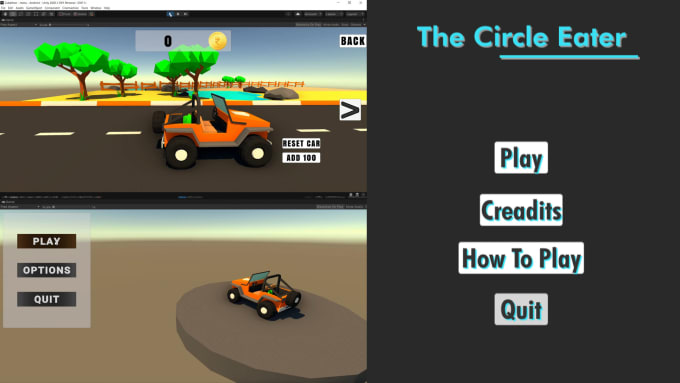 0
BACK
>
RESET CAR
ADD 100
PLAY
OPTIONS
QUIT
The Circle Eater
Play
Creadits
How To Play
Quit